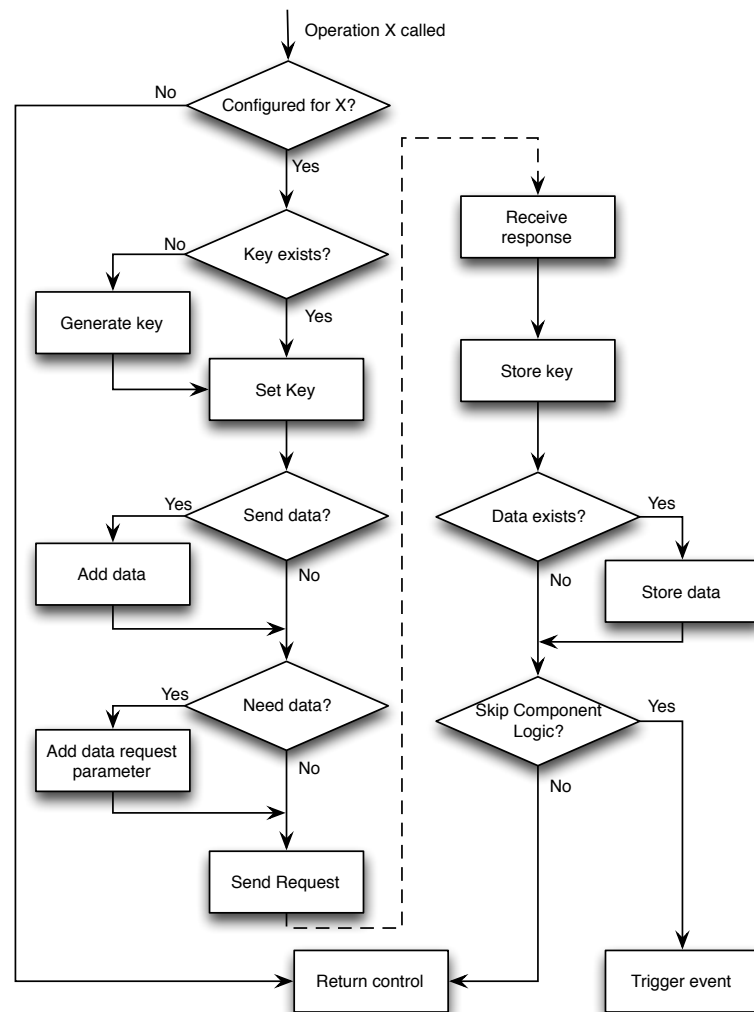 Operation X called
No
Configured for X?
Yes
No
Key exists?
Generate key
Yes
Set Key
Yes
Send data?
Add data
No
Yes
Need data?
Add data request
parameter
No
Send Request
Receive
response
Store key
Data exists?
Yes
No
Store data
Skip Component
Logic?
Yes
No
Return control
Trigger event